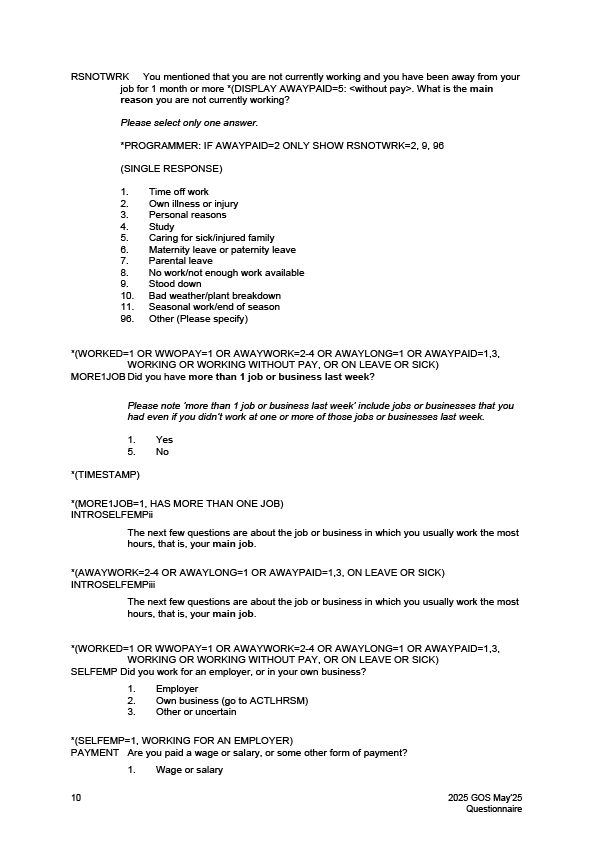 RSNOTWRK You mentioned that you are not currently working and you have been away from your
job for 1 month or more *(DISPLAY AWAYPAID=5: <without pay>. What is the main
reason you are not currently working?
Please select only one answer.
*PROGRAMMER: IF AWAYPAID=2 ONLY SHOW RSNOTWRK=2, 9, 96
(SINGLE RESPONSE)
1. Time off work
2. Own illness or injury
3. Personal reasons
4. Study
5. Caring for sick/injured family
6. Maternity leave or paternity leave
7. Parental leave
8. No work/not enough work available
9. Stood down
10. Bad weather/plant breakdown
11. Seasonal work/end of season
96. Other (Please specify)
*(WORKED=1 OR WWOPAY=1 OR AWAYWORK=2-4 OR AWAYLONG=1 OR AWAYPAID=1,3,
WORKING OR WORKING WITHOUT PAY, OR ON LEAVE OR SICK)
MORE1JOB Did you have more than 1 job or business last week?
Please note 'more than 1 job or business last week' include jobs or businesses that you
had even if you didn't work at one or more of those jobs or businesses last week.
1. Yes
5. No
*(TIMESTAMP)
*(MORE1JOB=1, HAS MORE THAN ONE JOB)
INTROSELFEMPii
The next few questions are about the job or business in which you usually work the most
hours, that is, your main job.
*(AWAYWORK=2-4 OR AWAYLONG=1 OR AWAYPAID=1,3, ON LEAVE OR SICK)
INTROSELFEMPiii
The next few questions are about the job or business in which you usually work the most
hours, that is, your main job.
*(WORKED=1 OR WWOPAY=1 OR AWAYWORK=2-4 OR AWAYLONG=1 OR AWAYPAID=1,3,
WORKING OR WORKING WITHOUT PAY, OR ON LEAVE OR SICK)
SELFEMP Did you work for an employer, or in your own business?
1. Employer
2. Own business (go to ACTLHRSM)
3. Other or uncertain
*(SELFEMP=1, WORKING FOR AN EMPLOYER)
PAYMENT Are you paid a wage or salary, or some other form of payment?
1. Wage or salary
10 2025 GOS May'25
Questionnaire